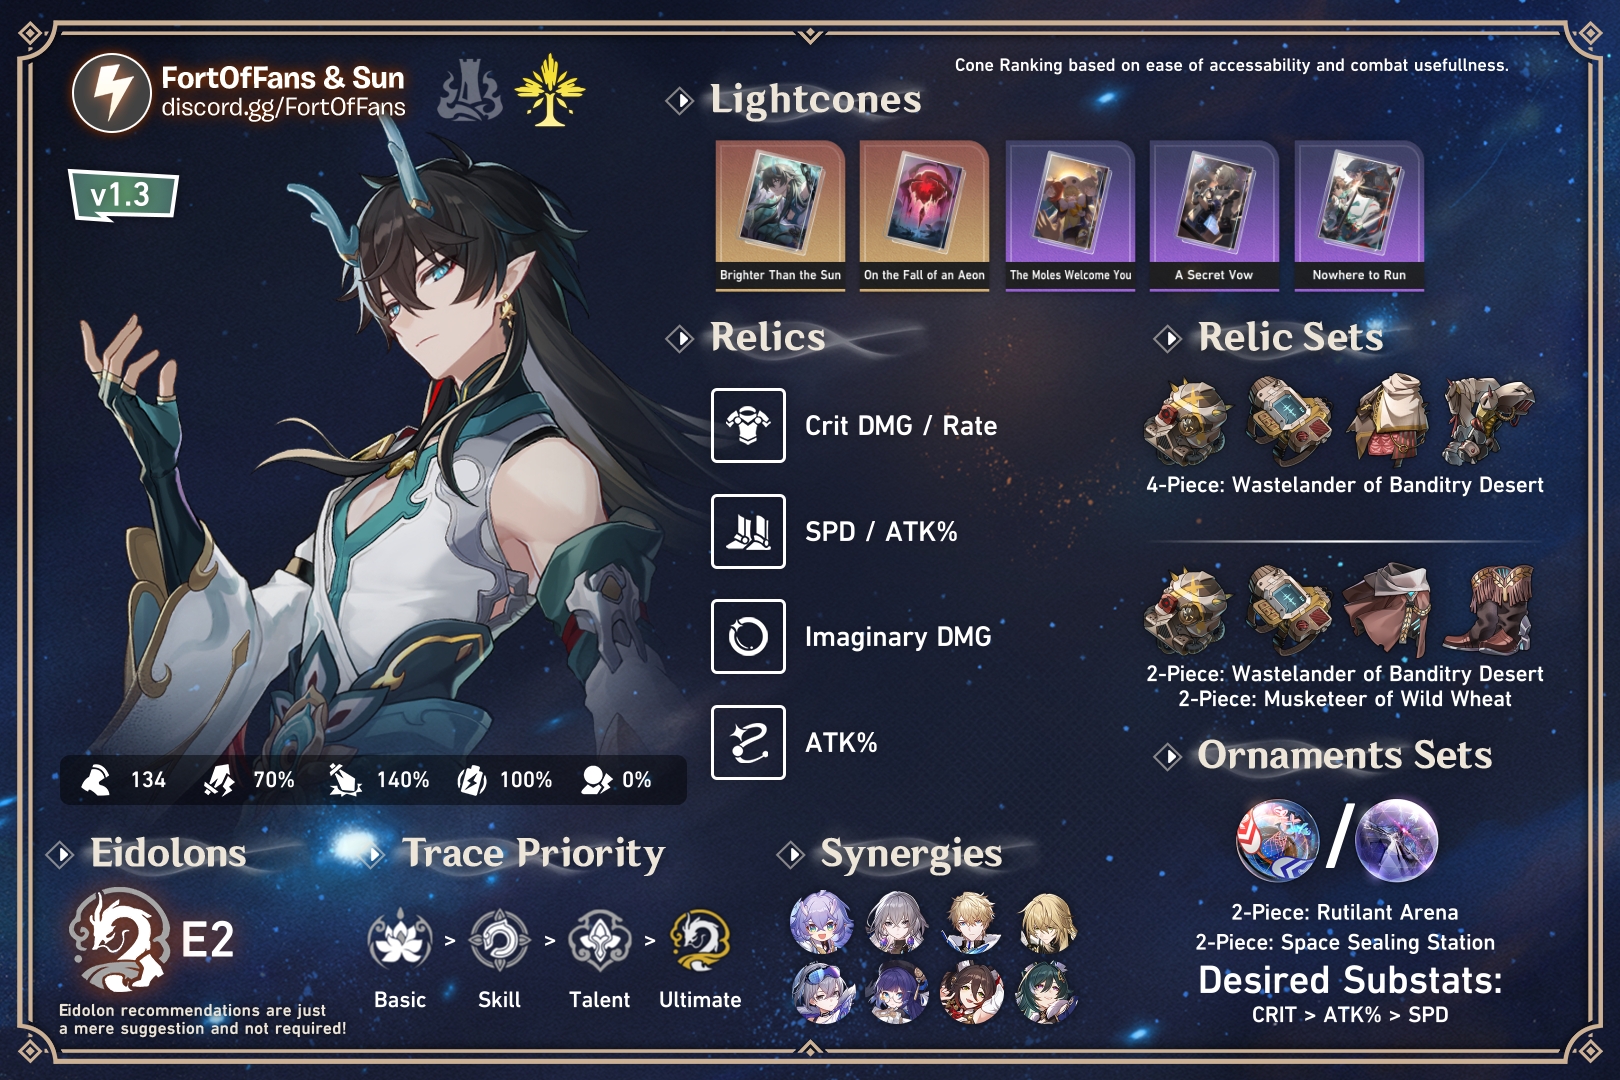 FortOfFans & Sun
discord.gg/FortOfFans
v1.3
Cone Ranking based on ease of accessability and combat usefullness.
Lightcones
Brighter Than the Sun
On the Fall of an Aeon
The Moles Welcome You
A Secret Vow
Nowhere to Run
Relics
Crit DMG / Rate
SPD / ATK%
Imaginary DMG
ATK%
Relic Sets
4-Piece: Wastelander of Banditry Desert
2-Piece: Wastelander of Banditry Desert
2-Piece: Musketeer of Wild Wheat
Ornaments Sets
2-Piece: Rutilant Arena
2-Piece: Space Sealing Station
Desired Substats:
CRIT > ATK% > SPD
134 70% 140% 100% 0%
Eidolons
E2
Eidolon recommendations are just
a mere suggestion and not required!
Trace Priority
> > >
Basic Skill Talent Ultimate
Synergies